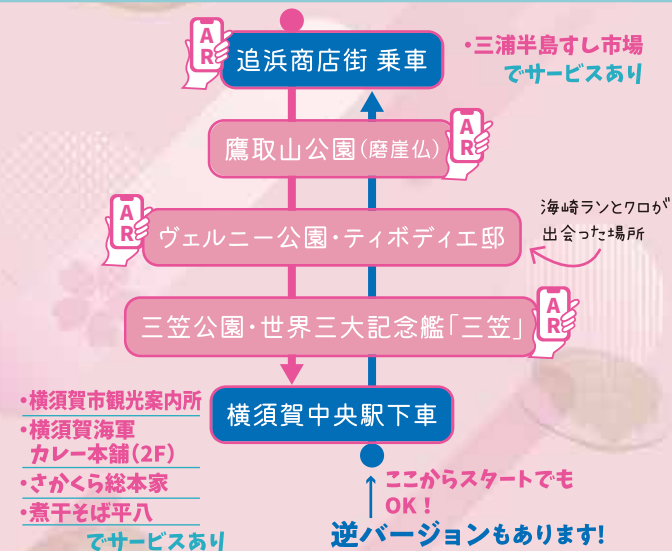 AR
追浜商店街 乗車
・三浦半島すし市場
でサービスあり
鷹取山公園(磨崖仏)
AR
AR
ヴェルニー公園・ティボディエ邸
海崎ランとクロが
出会った場所
三笠公園・世界三大記念艦「三笠」
AR
横須賀中央駅下車
・横須賀市観光案内所
・横須賀海軍
カレー本舗(2F)
・さかくら総本家
・煮干そば平八
でサービスあり
ここからスタートでも
OK!
逆バージョンもあります!